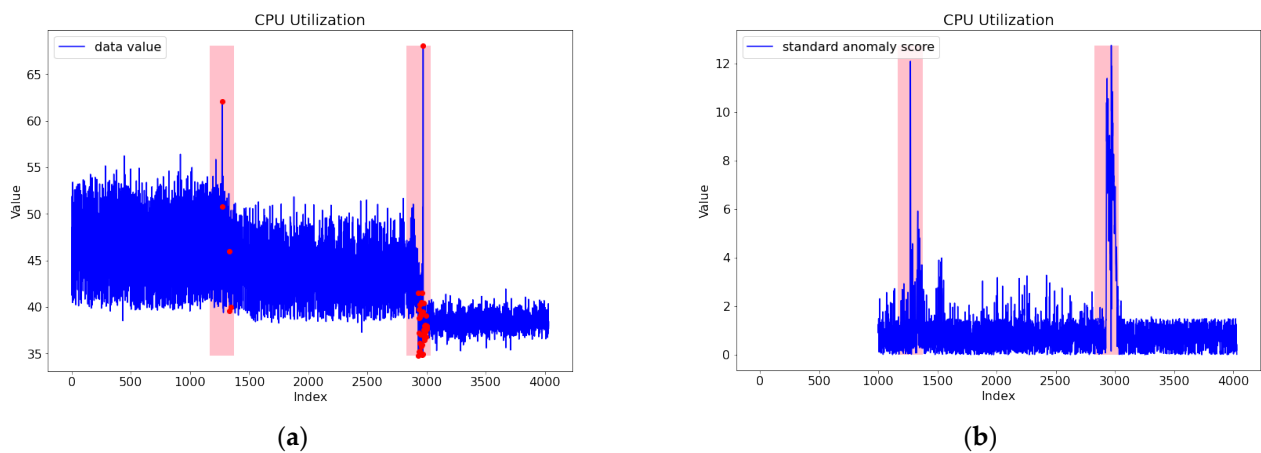 CPU Utilization
data value
Value
65
60
55
50
45
40
35
0 500 1000 1500 2000 2500 3000 3500 4000
Index
(a)
CPU Utilization
standard anomaly score
Value
12
10
8
6
4
2
0
0 500 1000 1500 2000 2500 3000 3500 4000
Index
(b)